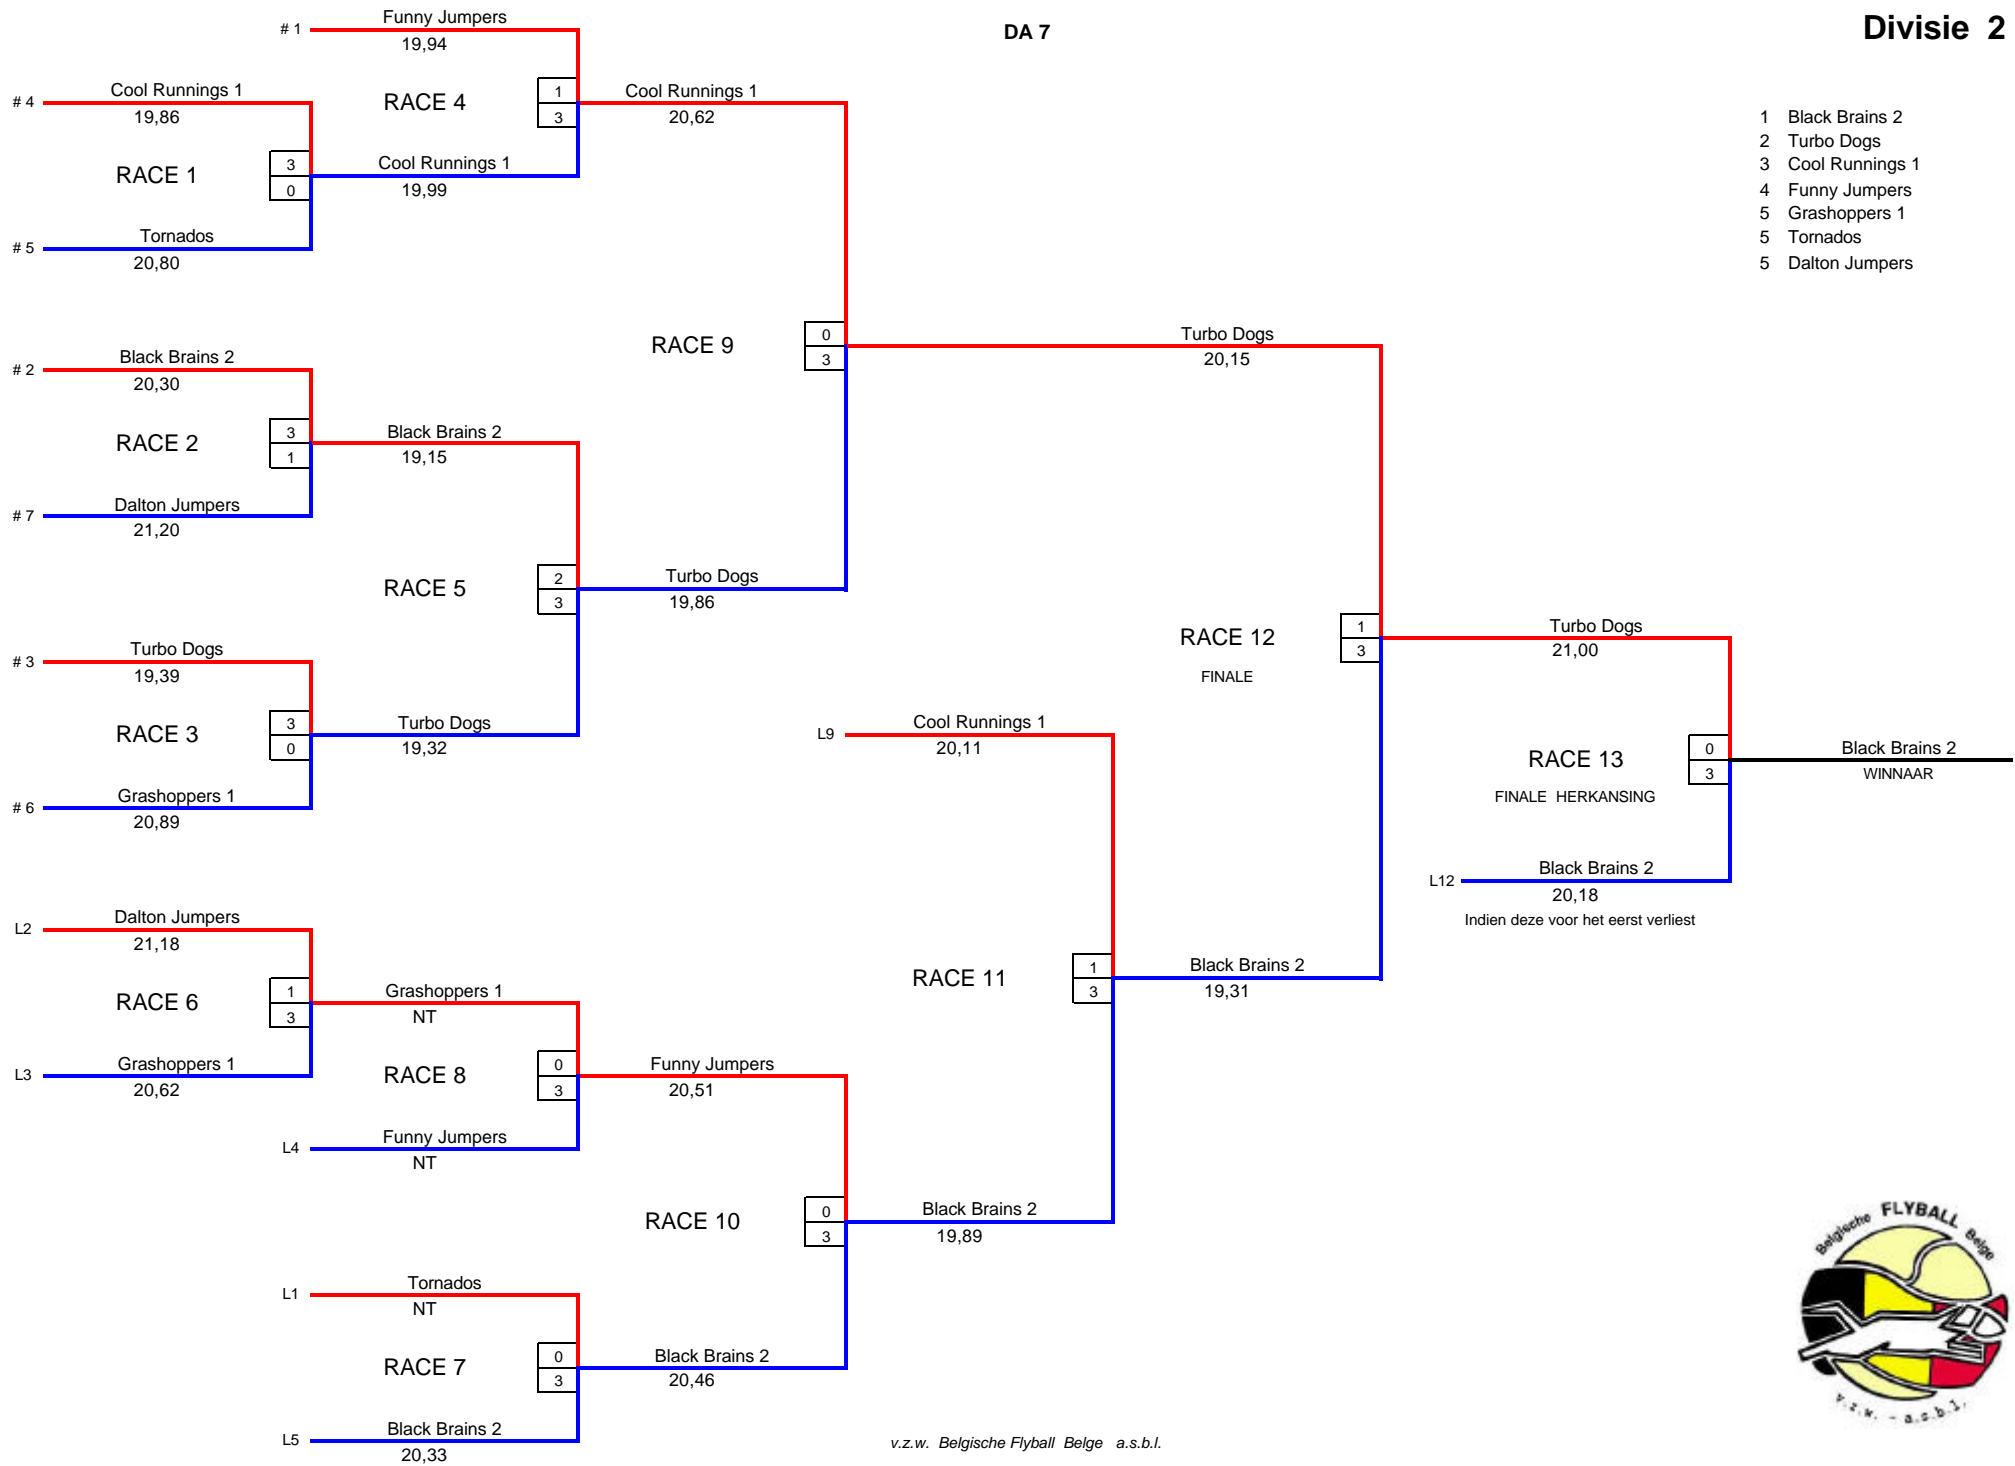 Divisie 2
DA 7
# 1
Funny Jumpers
19,94
# 4
Cool Runnings 1
19,86
RACE 4
1
3
Cool Runnings 1
20,62
RACE 1
3
0
Cool Runnings 1
19,99
# 5
Tornados
20,80
1 Black Brains 2
2 Turbo Dogs
3 Cool Runnings 1
4 Funny Jumpers
5 Grashoppers 1
5 Tornados
5 Dalton Jumpers
# 2
Black Brains 2
20,30
RACE 9
0
3
Turbo Dogs
20,15
RACE 2
3
1
Black Brains 2
19,15
# 7
Dalton Jumpers
21,20
RACE 5
2
3
Turbo Dogs
19,86
# 3
Turbo Dogs
19,39
RACE 12
FINALE
1
3
Turbo Dogs
21,00
RACE 3
3
0
Turbo Dogs
19,32
L9
Cool Runnings 1
20,11
RACE 13
FINALE HERKANSING
0
3
Black Brains 2
WINNAAR
# 6
Grashoppers 1
20,89
L12
Black Brains 2
20,18
Indien deze voor het eerst verliest
L2
Dalton Jumpers
21,18
RACE 11
1
3
Black Brains 2
19,31
RACE 6
1
3
Grashoppers 1
NT
L3
Grashoppers 1
20,62
RACE 8
0
3
Funny Jumpers
20,51
L4
Funny Jumpers
NT
RACE 10
0
3
Black Brains 2
19,89
L1
Tornados
NT
RACE 7
0
3
Black Brains 2
20,46
L5
Black Brains 2
20,33
v.z.w. Belgische Flyball Belge a.s.b.l.
Belgische FLYBALL Belge
v.z.w. - a.s.b.l.